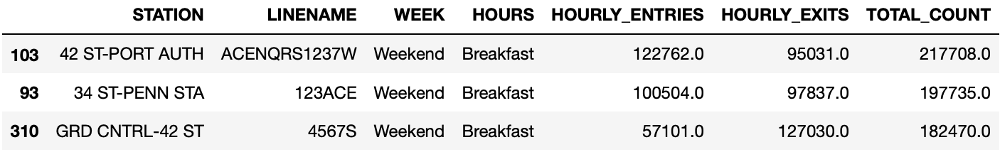 STATION LINENAME WEEK HOURS HOURLY_ENTRIES HOURLY_EXITS TOTAL_COUNT
103 42 ST-PORT AUTH ACENQRS1237W Weekend Breakfast 122762.0 95031.0 217708.0
93 34 ST-PENN STA 123ACE Weekend Breakfast 100504.0 97837.0 197735.0
310 GRD CNTRL-42 ST 4567S Weekend Breakfast 57101.0 127030.0 182470.0